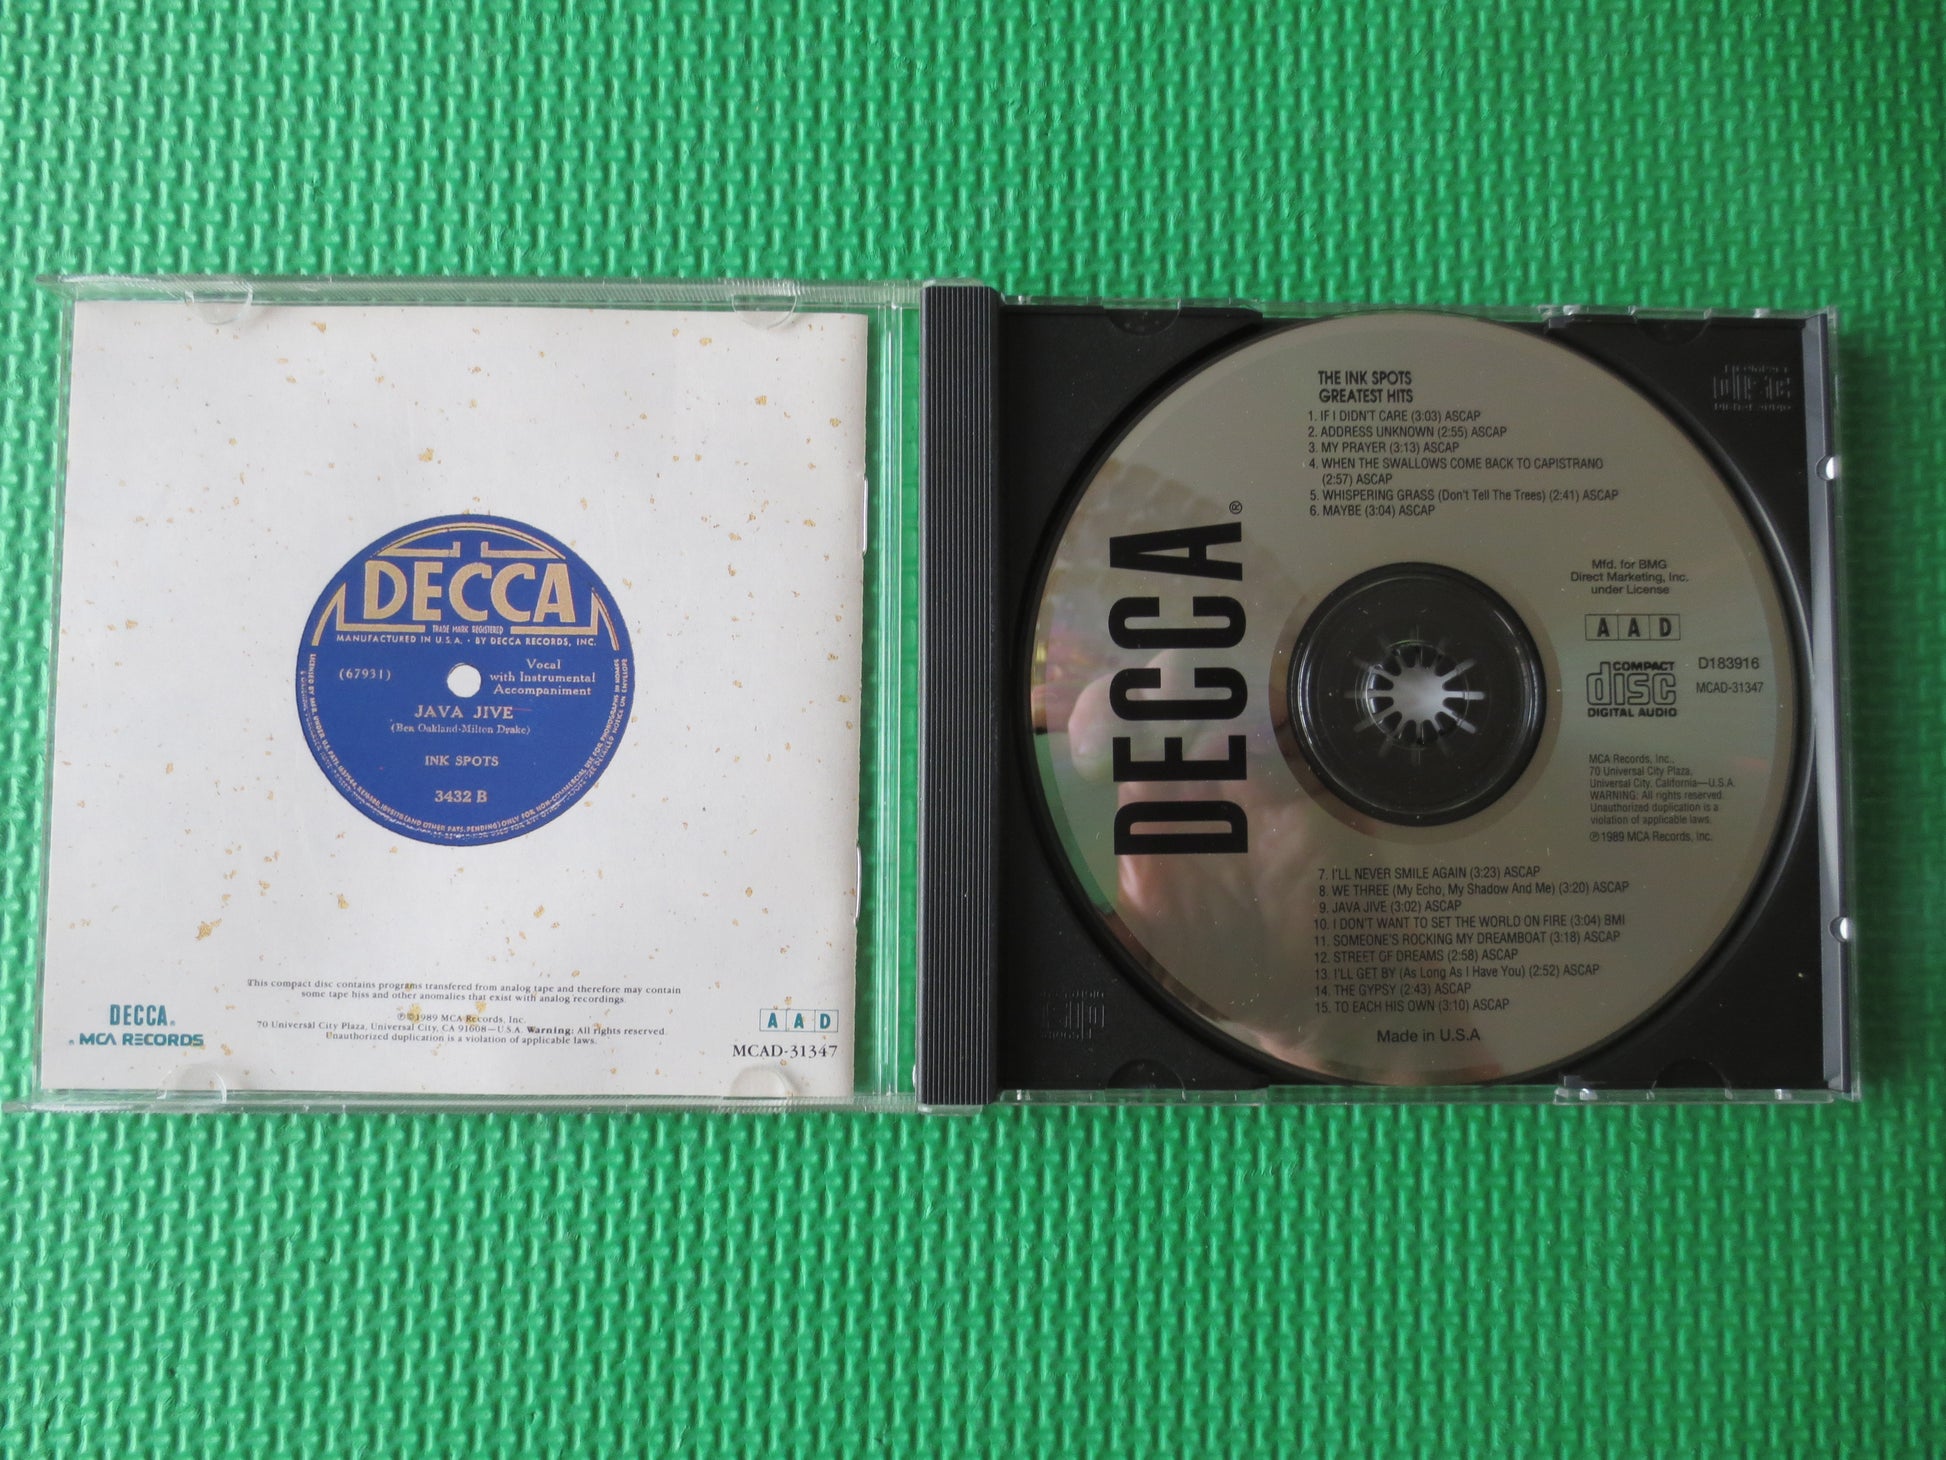 DECCA
TRADE MARK REGISTERED
MANUFACTURED IN U.S.A. • BY DECCA RECORDS, INC.
(67931)
Vocal
with Instrumental
Accompaniment
JAVA JIVE
(Ben Oakland-Milton Drake)
INK SPOTS
3432 B
This compact disc contains programs transfered from analog tape and therefore may contain
some tape hiss and other anomalies that exist with analog recordings.
℗©1989 MCA Records, Inc.
70 Universal City Plaza, Universal City, CA 91608—U.S.A. Warning: All rights reserved.
Unauthorized duplication is a violation of applicable laws.
DECCA®
MCA RECORDS
A A D
MCAD-31347
DECCA®
THE INK SPOTS
GREATEST HITS
1. IF I DIDN'T CARE (3:03) ASCAP
2. ADDRESS UNKNOWN (2:55) ASCAP
3. MY PRAYER (3:13) ASCAP
4. WHEN THE SWALLOWS COME BACK TO CAPISTRANO
(2:57) ASCAP
5. WHISPERING GRASS (Don't Tell The Trees) (2:41) ASCAP
6. MAYBE (3:04) ASCAP
Mfd. for BMG
Direct Marketing, Inc.
under License
A A D
COMPACT
disc
DIGITAL AUDIO
D183916
MCAD-31347
MCA Records, Inc.,
70 Universal City Plaza,
Universal City, California—U.S.A.
WARNING: All rights reserved.
Unauthorized duplication is a
violation of applicable laws.
℗1989 MCA Records, Inc.
7. I'LL NEVER SMILE AGAIN (3:23) ASCAP
8. WE THREE (My Echo, My Shadow And Me) (3:20) ASCAP
9. JAVA JIVE (3:02) ASCAP
10. I DON'T WANT TO SET THE WORLD ON FIRE (3:04) BMI
11. SOMEONE'S ROCKING MY DREAMBOAT (3:18) ASCAP
12. STREET OF DREAMS (2:58) ASCAP
13. I'LL GET BY (As Long As I Have You) (2:52) ASCAP
14. THE GYPSY (2:43) ASCAP
15. TO EACH HIS OWN (3:10) ASCAP
Made in U.S.A